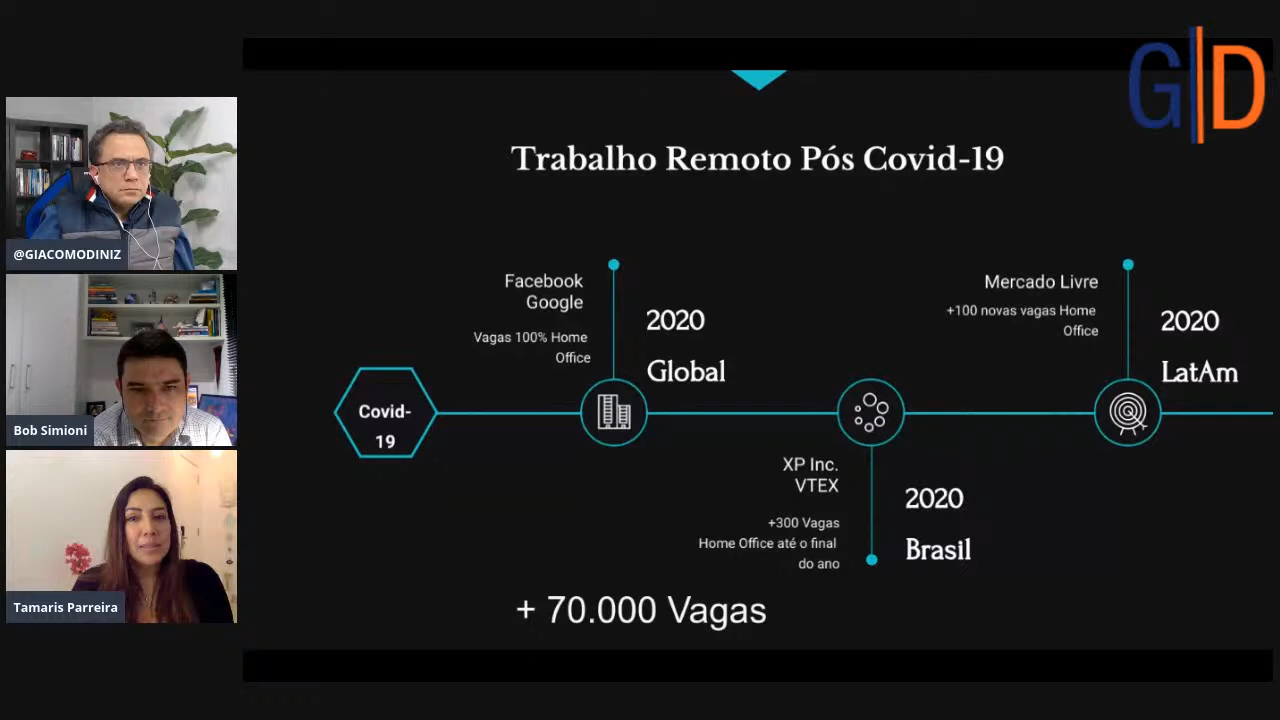 G|D
@GIACOMODINIZ
Bob Simioni
Tamaris Parreira
Trabalho Remoto Pós Covid-19
Covid-
19
Facebook
Google
Vagas 100% Home
Office
2020
Global
XP Inc.
VTEX
+300 Vagas
Home Office até o final
do ano
2020
Brasil
Mercado Livre
+100 novas vagas Home
Office
2020
LatAm
+ 70.000 Vagas